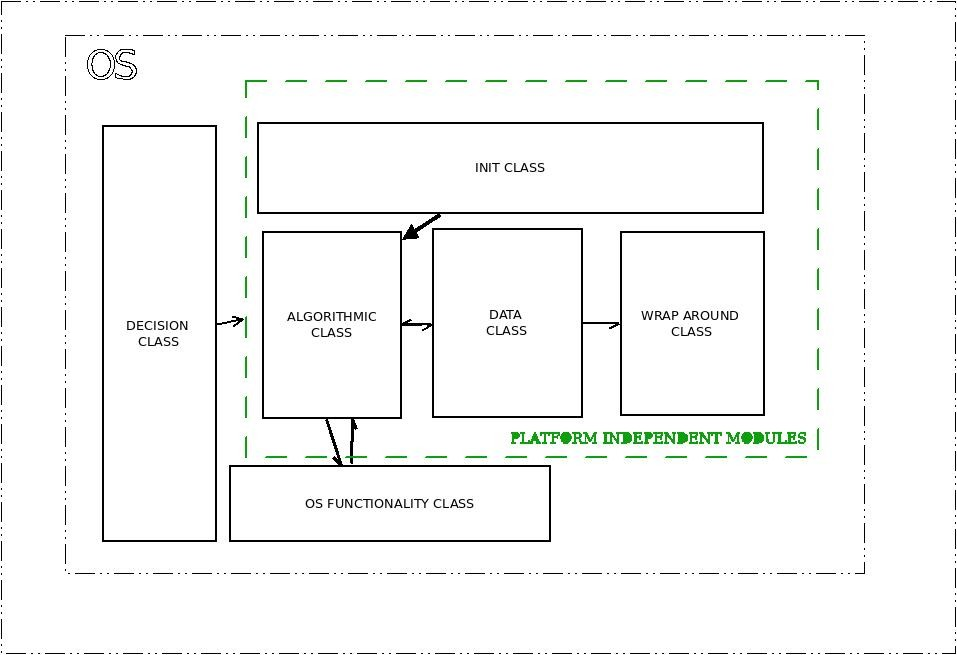 OS
INIT CLASS
DECISION
CLASS
ALGORITHMIC
CLASS
DATA
CLASS
WRAP AROUND
CLASS
PLATFORM INDEPENDENT MODULES
OS FUNCTIONALITY CLASS